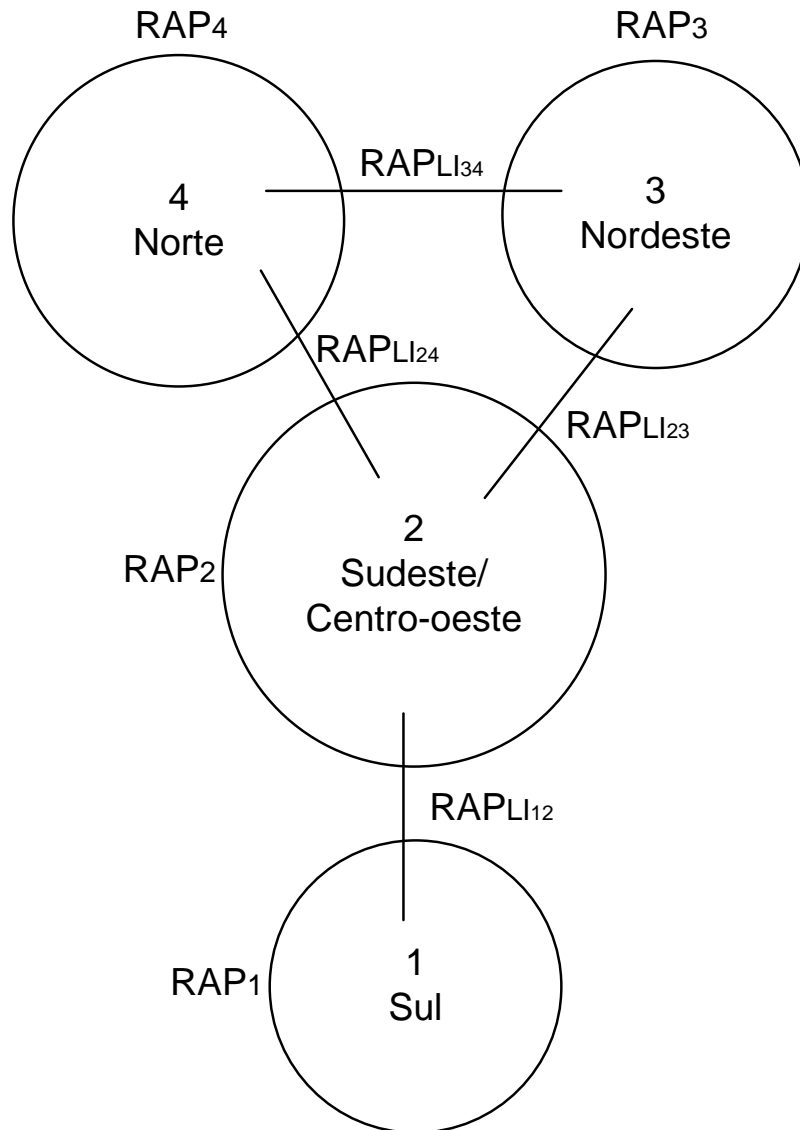 RAP4
RAP3
RAPLI34
4
Norte
3
Nordeste
RAPLI24
RAPLI23
RAP2
2
Sudeste/
Centro-oeste
RAPLI12
RAP1
1
Sul